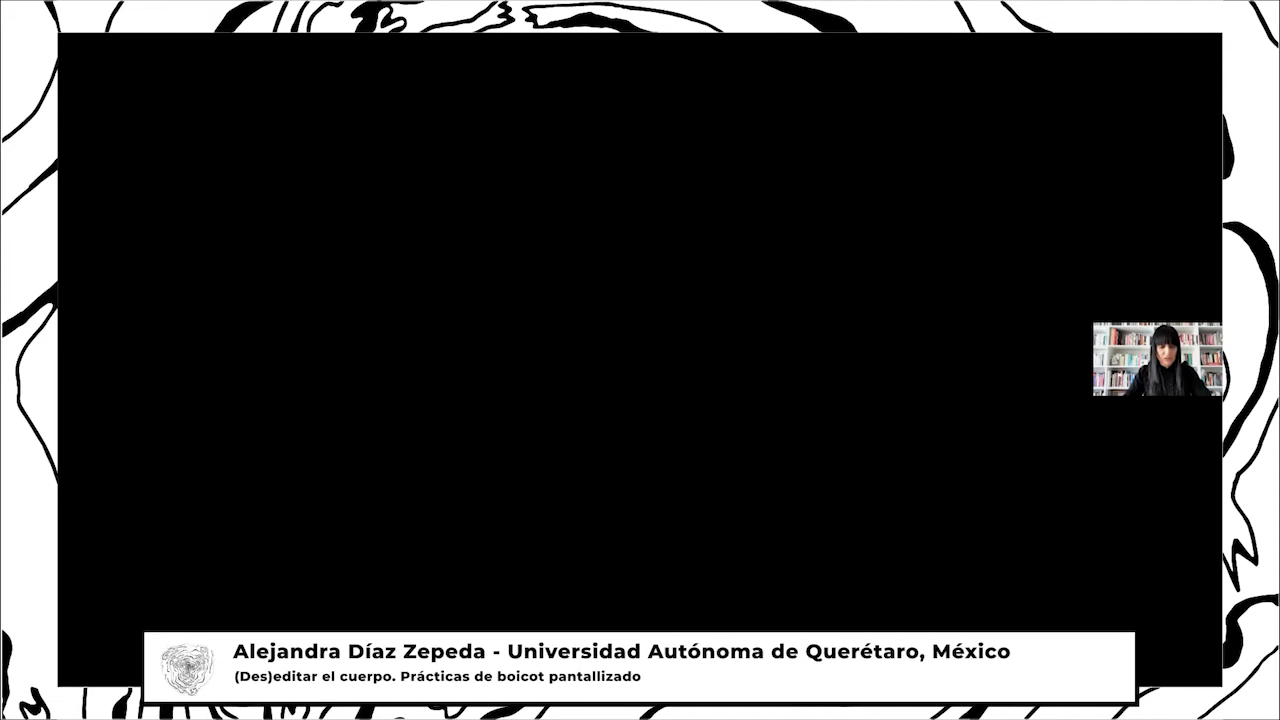 Alejandra Díaz Zepeda - Universidad Autónoma de Querétaro, México
(Des)editar el cuerpo. Prácticas de boicot pantallizado